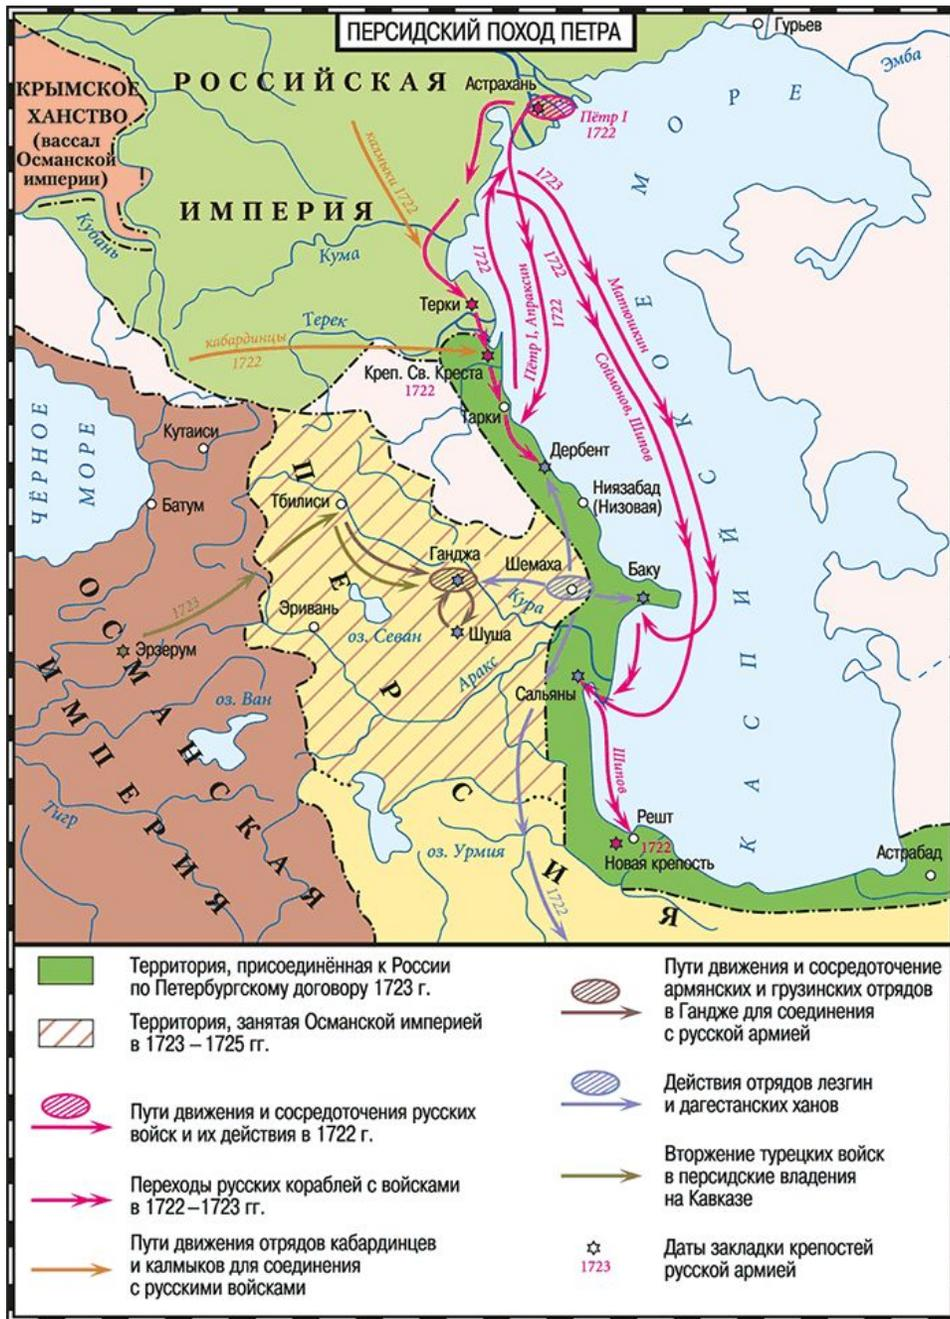 ПЕРСИДСКИЙ ПОХОД ПЕТРА
Гурьев
Эмба
РОССИЙСКАЯ
Астрахань
КРЫМСКОЕ
ХАНСТВО
(вассал
Османской
империи)
Пётр I
1722
МОРЕ
калмыки 1722
1723
ИМПЕРИЯ
Кубань
Кума
1722
1722
Матюшкин
Терки
Пётр I, Апраксин
1722
Терек
кабардинцы
1722
Соймонов, Шипов
Креп. Св. Креста
1722
ЧЁРНОЕ
МОРЕ
Тарки
Кутаиси
Дербент
Батум
Тбилиси
Ниязабад
(Низовая)
КАСПИЙСКОЕ
ПЕРСИЯ
Ганджа
Шемаха
Баку
1723
Эривань
Кура
оз. Севан
Шуша
ОСМАНСКАЯ
ИМПЕРИЯ
Эрзерум
Аракс
Сальяны
оз. Ван
Шипов
Тигр
Решт
1722
Новая крепость
оз. Урмия
Астрабад
1722
Территория, присоединённая к России
по Петербургскому договору 1723 г.
Территория, занятая Османской империей
в 1723 – 1725 гг.
Пути движения и сосредоточения русских
войск и их действия в 1722 г.
Переходы русских кораблей с войсками
в 1722 – 1723 гг.
Пути движения отрядов кабардинцев
и калмыков для соединения
с русскими войсками
Пути движения и сосредоточение
армянских и грузинских отрядов
в Гандже для соединения
с русской армией
Действия отрядов лезгин
и дагестанских ханов
Вторжение турецких войск
в персидские владения
на Кавказе
1723
Даты закладки крепостей
русской армией